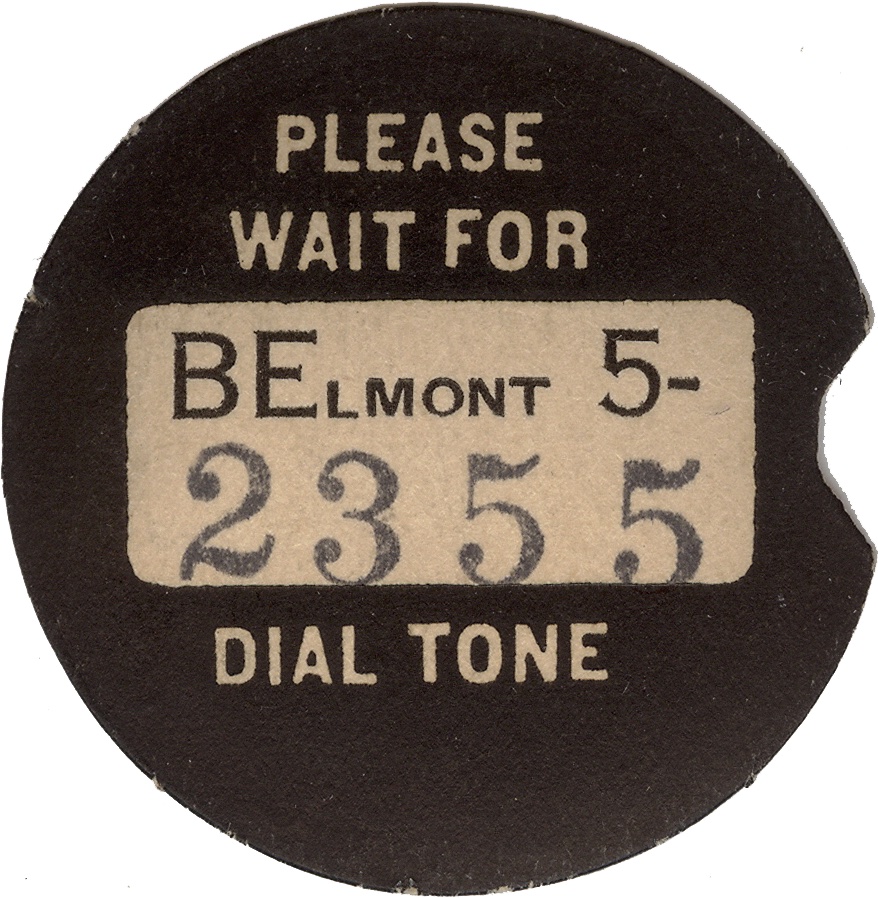 PLEASE
WAIT FOR
BELMONT 5-
2355
DIAL TONE